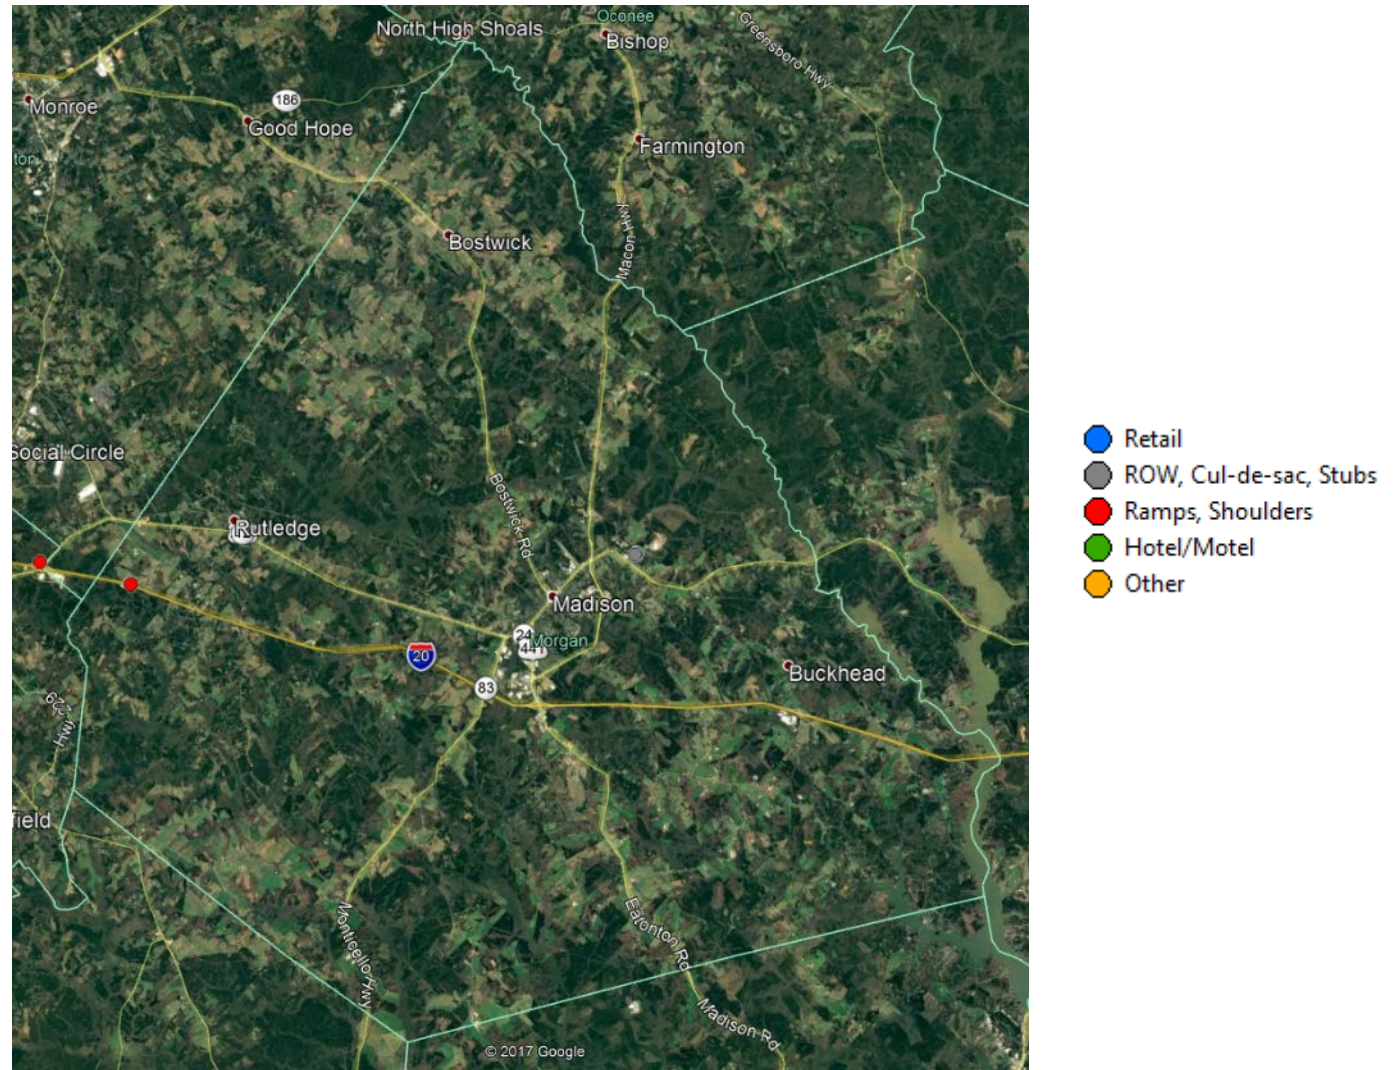 Oconee
North High Shoals
Bishop
Greensboro Hwy
Monroe
186
Good Hope
Farmington
ton
Macon Hwy
Bostwick
Social Circle
Bostwick Rd
Rutledge
Madison
24
Morgan
441
20
83
Buckhead
Hwy 229
field
Eatonton Rd
Monticello Hwy
Madison Rd
© 2017 Google
Retail
ROW, Cul-de-sac, Stubs
Ramps, Shoulders
Hotel/Motel
Other